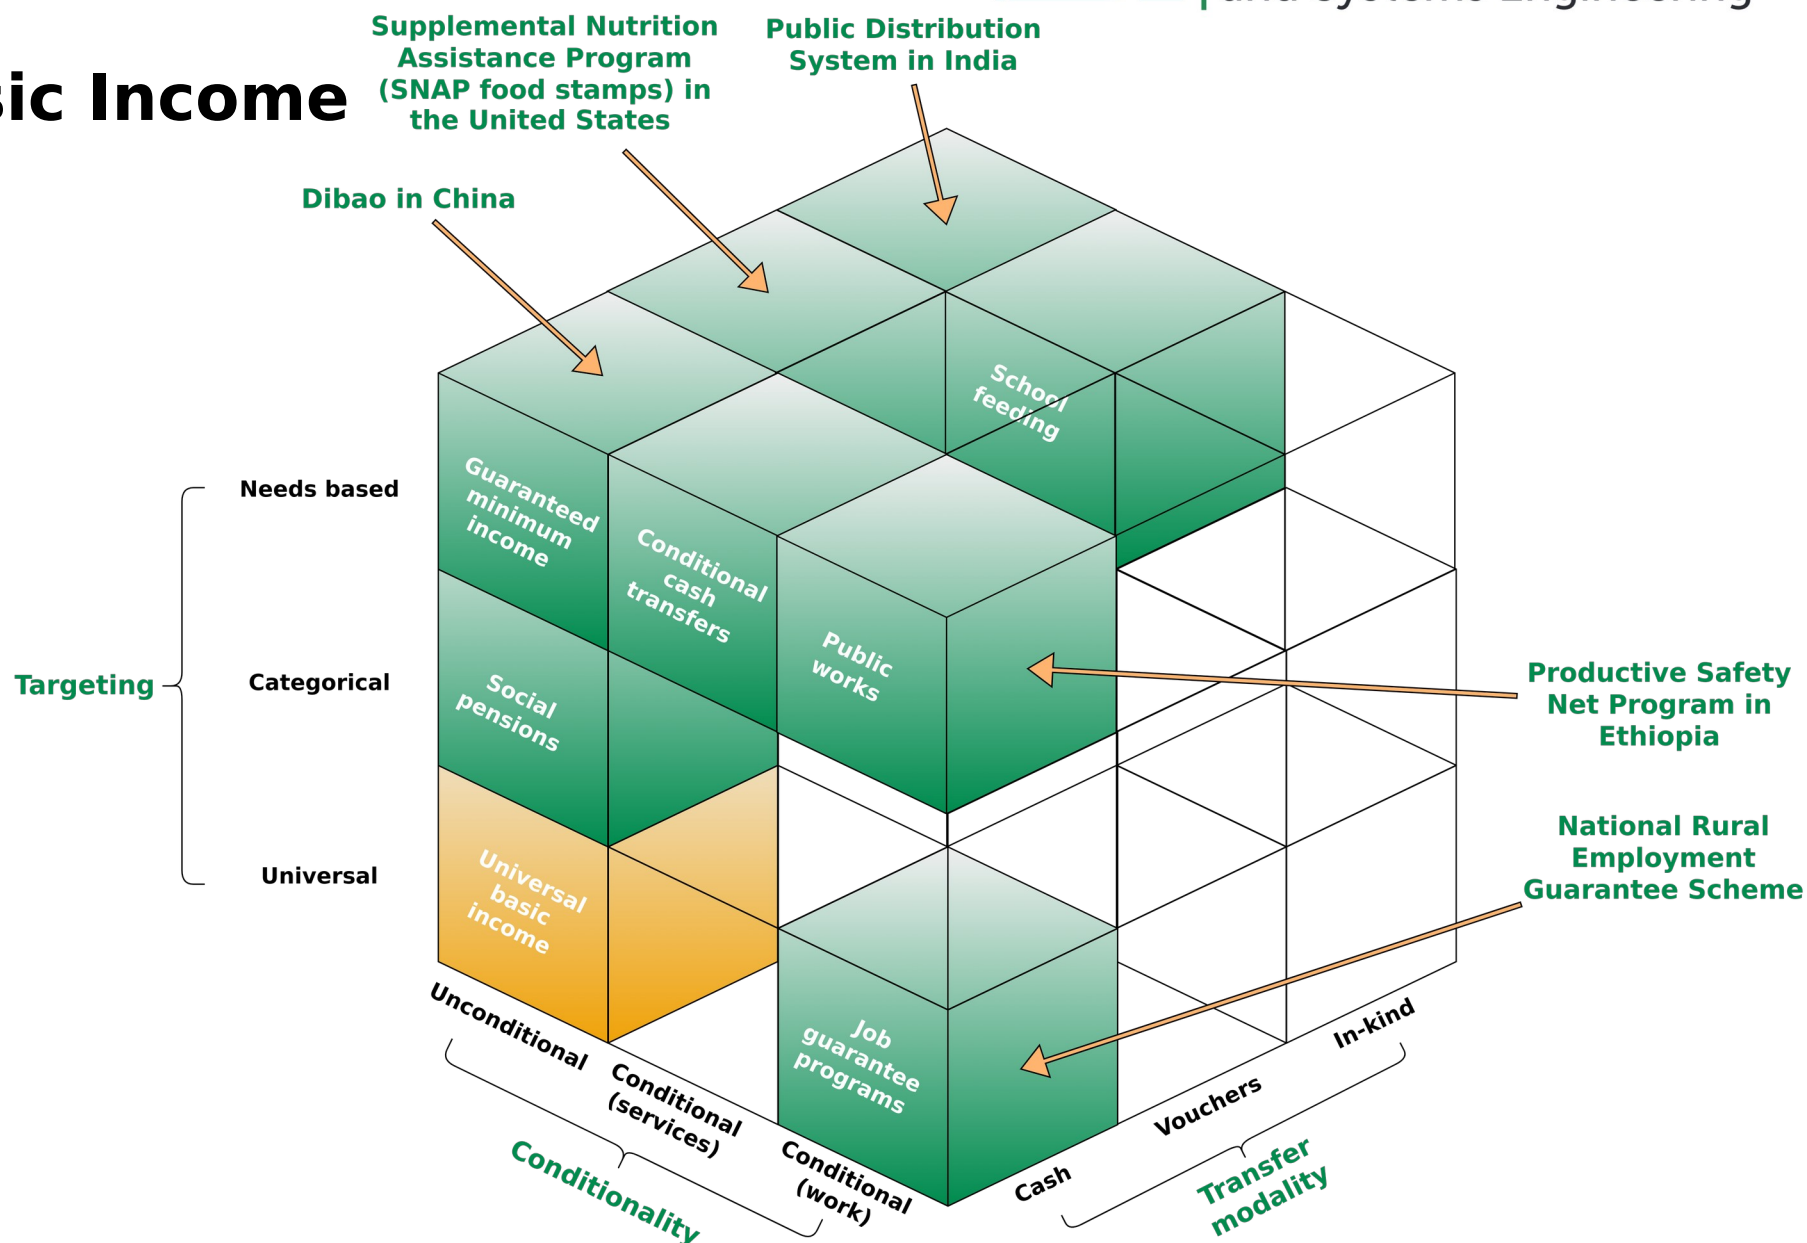 and Systems Engineering
Income
Supplemental Nutrition
Assistance Program
(SNAP food stamps) in
the United States
Public Distribution
System in India
Dibao in China
School
feeding
Needs based
Guaranteed
minimum
income
Conditional
cash
transfers
Public
works
Targeting
Categorical
Social
pensions
Productive Safety
Net Program in
Ethiopia
Universal
Universal
basic
income
National Rural
Employment
Guarantee Scheme
Job
guarantee
programs
Unconditional
Conditional
(services)
Conditional
(work)
Conditionality
Cash
Vouchers
In-kind
Transfer
modality